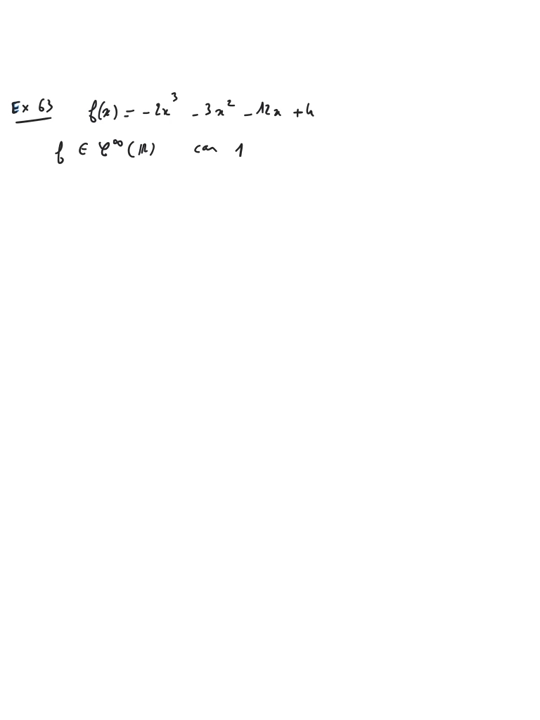 Ex 63 f(x) = -2x³ - 3x² - 12x + 4
f ∈ C^∞(ℝ) car 1